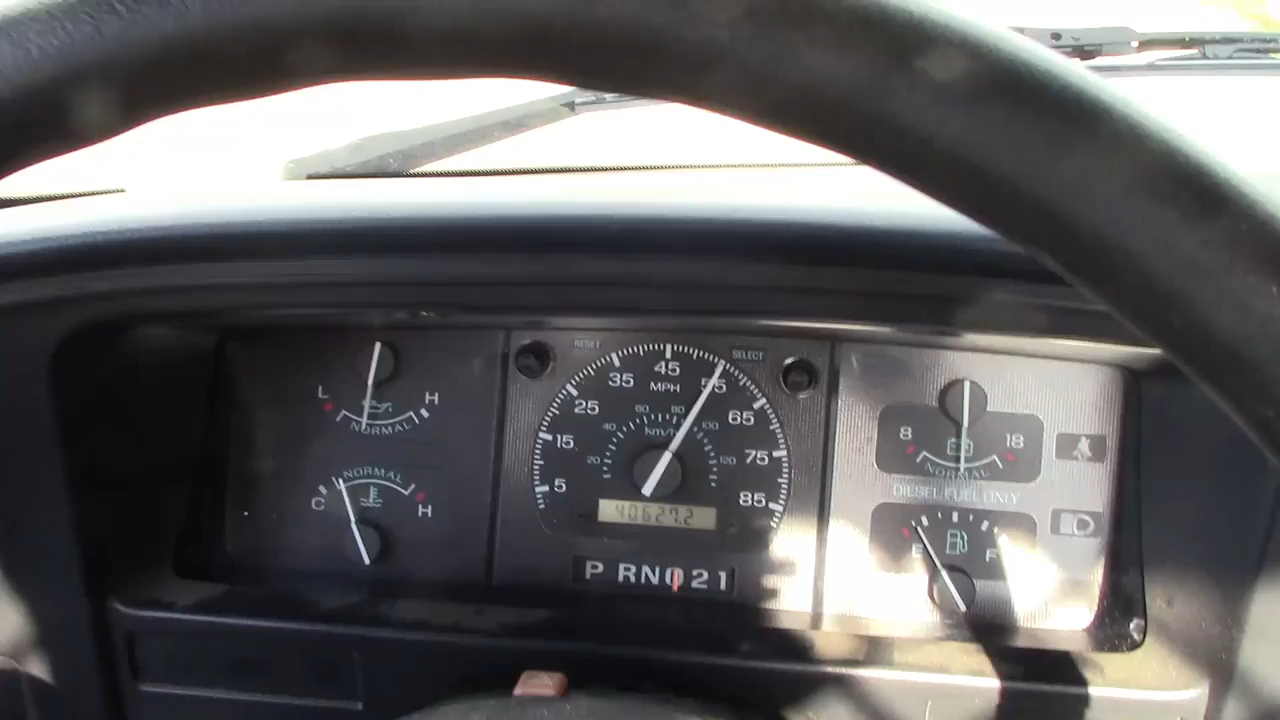 RESET
SELECT
L
H
NORMAL
C
NORMAL
H
5
15
25
35
45
55
65
75
85
MPH
20
40
60
80
100
120
km/h
40627.2
P RN D 2 1
8
18
NORMAL
DIESEL FUEL ONLY
E
F